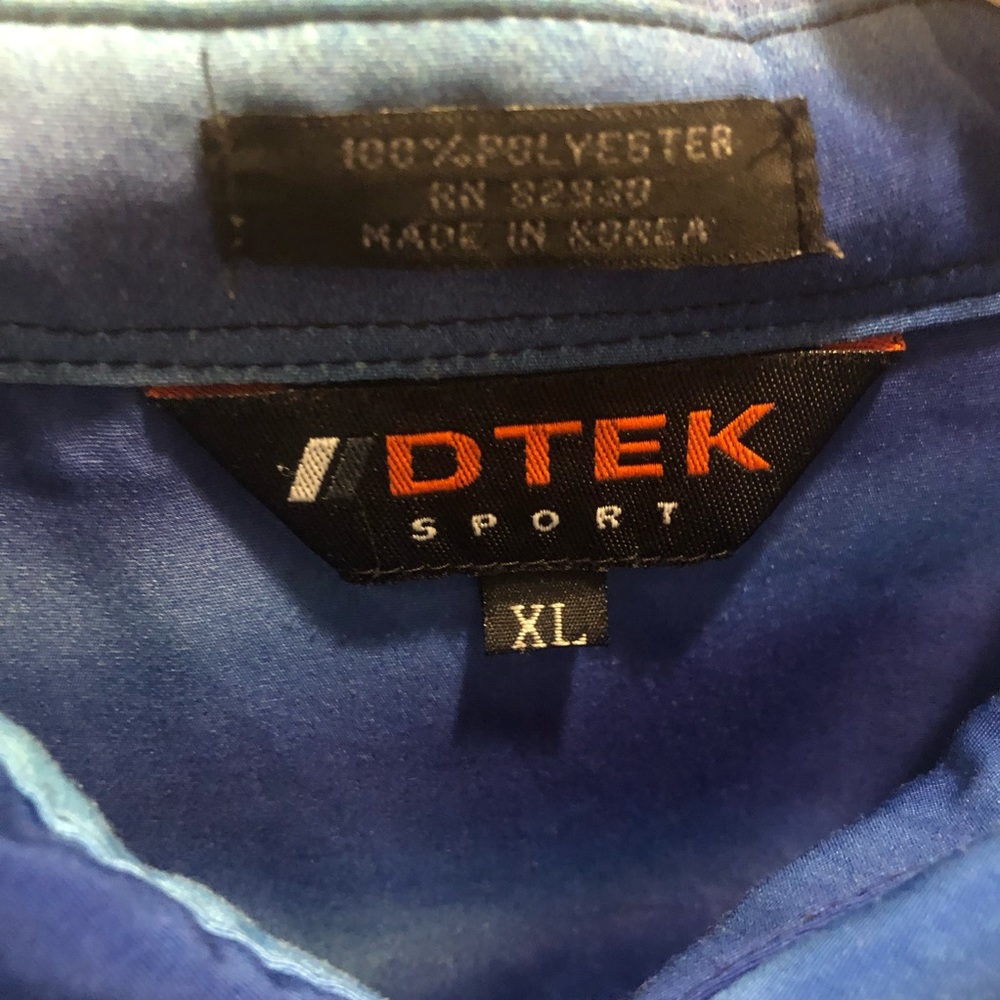 100% POLYESTER
RN 82930
MADE IN KOREA
DTEK
SPORT
XL